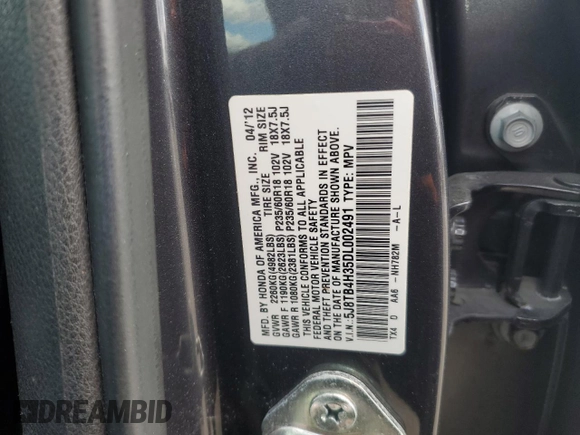 MFD. BY HONDA OF AMERICA MFG., INC. 04/'12
TIRE SIZE RIM SIZE
GVWR 2260KG(4982LBS)
GAWR F 1190KG(2623LBS) P235/60R18 102V 18X7.5J
GAWR R 1080KG(2381LBS) P235/60R18 102V 18X7.5J
THIS VEHICLE CONFORMS TO ALL APPLICABLE
FEDERAL MOTOR VEHICLE SAFETY
AND THEFT PREVENTION STANDARDS IN EFFECT
ON THE DATE OF MANUFACTURE SHOWN ABOVE.
V.I.N.:5J8TB4H35DL002491 TYPE: MPV
TX4 D AA6 -NH782M -A-L
DREAMBID